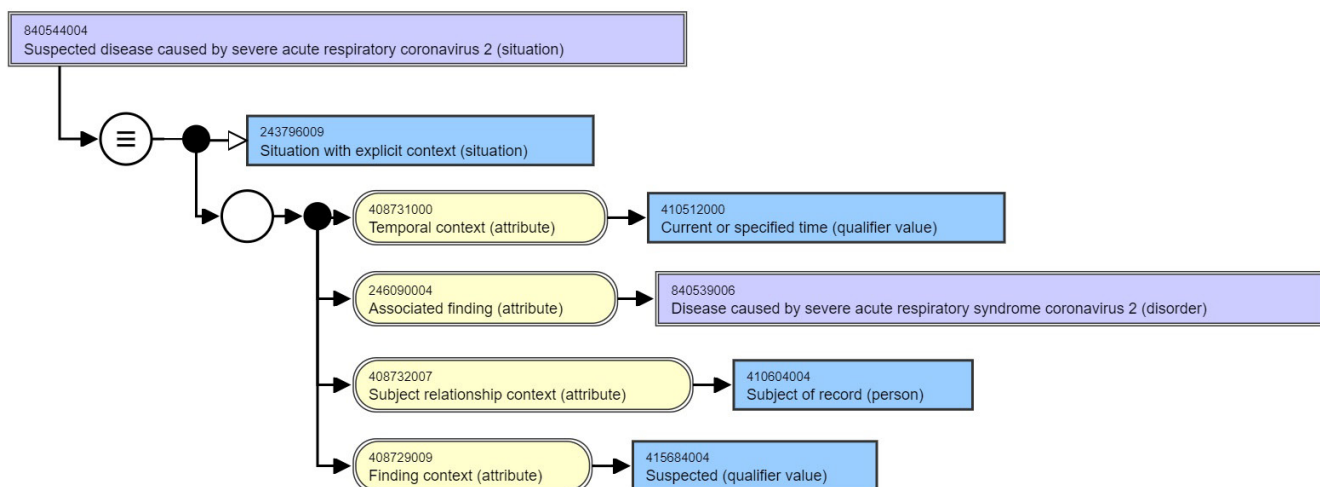 840544004
Suspected disease caused by severe acute respiratory coronavirus 2 (situation)
243796009
Situation with explicit context (situation)
408731000
Temporal context (attribute)
410512000
Current or specified time (qualifier value)
246090004
Associated finding (attribute)
840539006
Disease caused by severe acute respiratory syndrome coronavirus 2 (disorder)
408732007
Subject relationship context (attribute)
410604004
Subject of record (person)
408729009
Finding context (attribute)
415684004
Suspected (qualifier value)